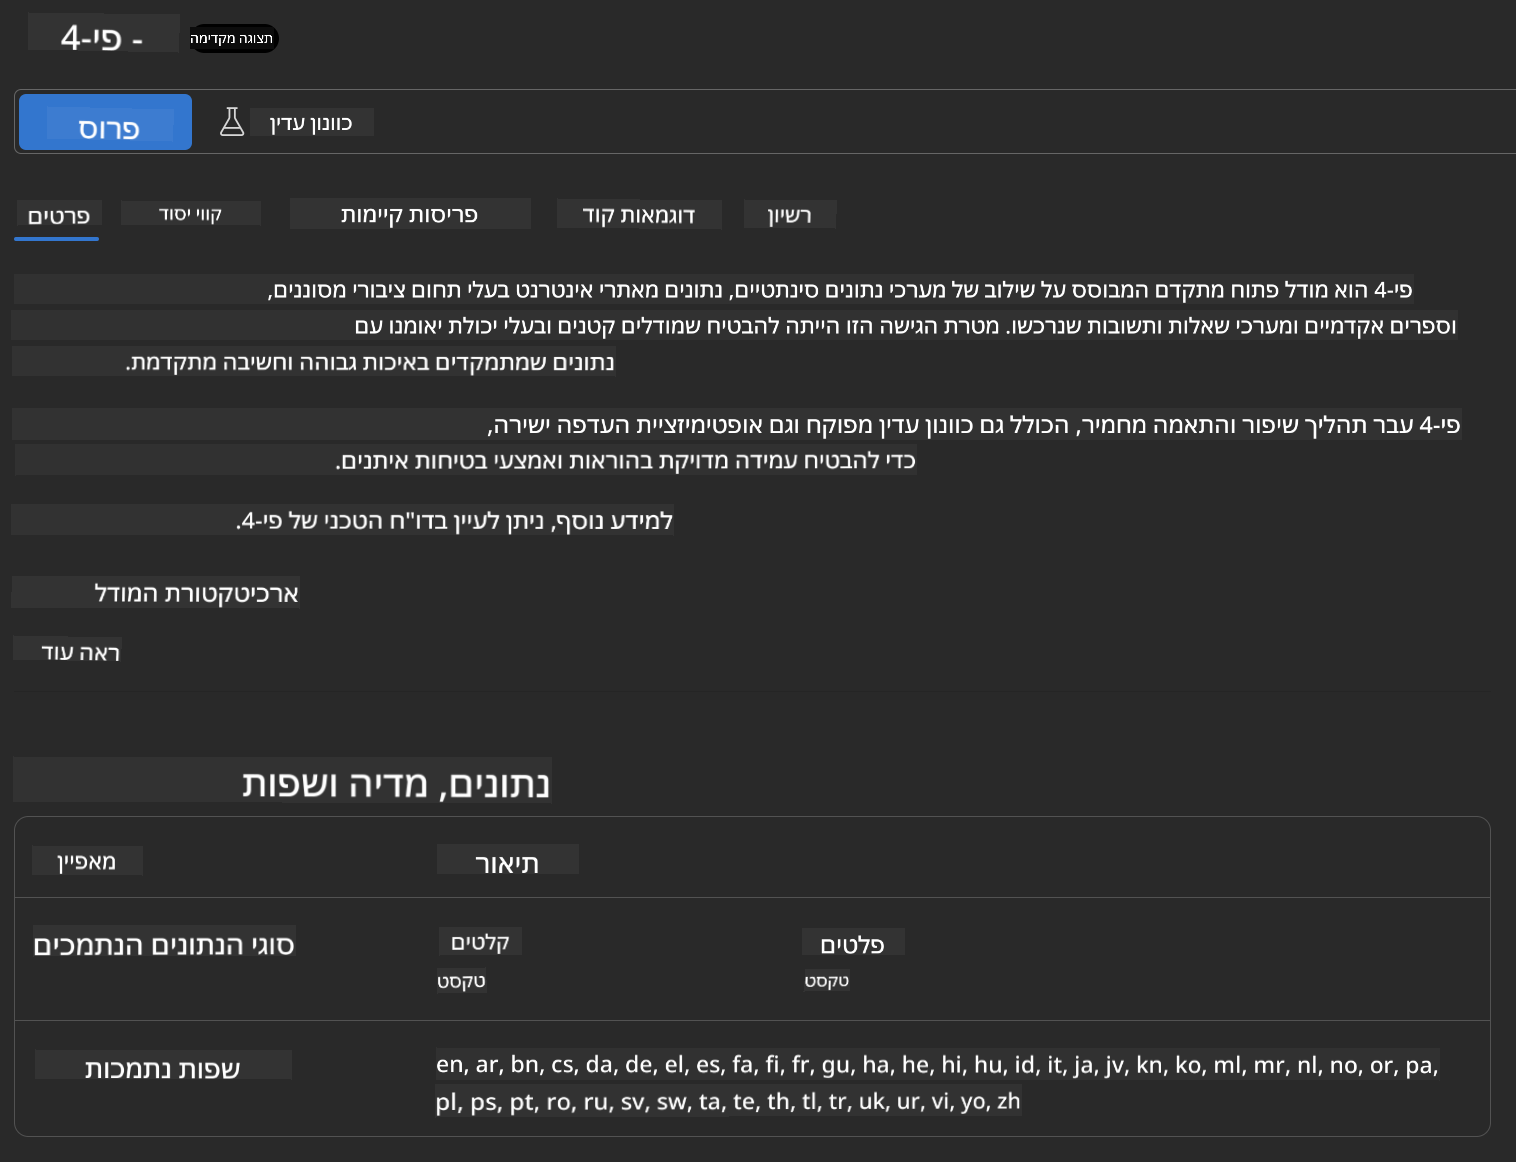 פי-4 -
תצוגה מקדימה
פרוס
כוונון עדין
פרטים
קווי יסוד
פריסות קיימות
דוגמאות קוד
רשיון
פי-4 הוא מודל פתוח מתקדם המבוסס על שילוב של מערכי נתונים סינתטיים, נתונים מאתרי אינטרנט בעלי תחום ציבורי מסוננים,
וספרים אקדמיים ומערכי שאלות ותשובות שנרכשו. מטרת הגישה הזו הייתה להבטיח שמודלים קטנים ובעלי יכולת יאומנו עם
נתונים שמתמקדים באיכות גבוהה וחשיבה מתקדמת.
פי-4 עבר תהליך שיפור והתאמה מחמיר, הכולל גם כוונון עדין מפוקח וגם אופטימיזציית העדפה ישירה,
כדי להבטיח עמידה מדויקת בהוראות ואמצעי בטיחות איתנים.
למידע נוסף, ניתן לעיין בדו"ח הטכני של פי-4.
ארכיטקטורת המודל
ראה עוד
נתונים, מדיה ושפות
מאפיין
תיאור
סוגי הנתונים הנתמכים
קלטים
פלטים
טקסט
טקסט
שפות נתמכות
en, ar, bn, cs, da, de, el, es, fa, fi, fr, gu, ha, he, hi, hu, id, it, ja, jv, kn, ko, ml, mr, nl, no, or, pa,
pl, ps, pt, ro, ru, sv, sw, ta, te, th, tl, tr, uk, ur, vi, yo, zh